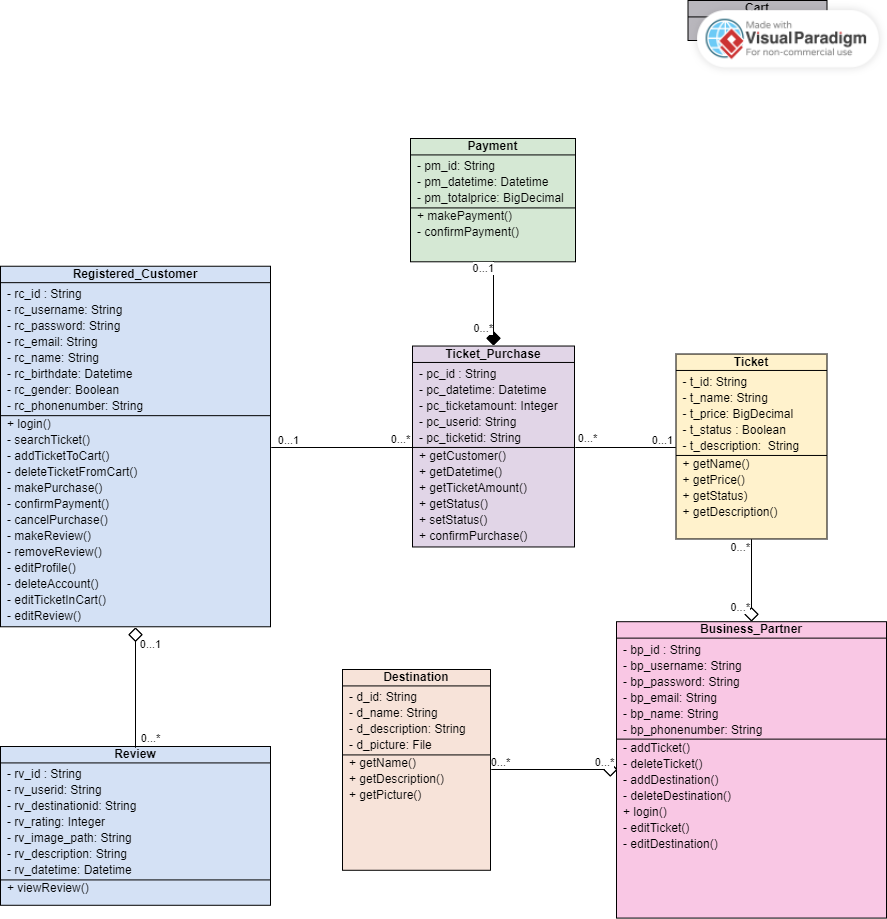 Cart
Made with
VisualParadigm
For non-commercial use
Payment
- pm_id: String
- pm_datetime: Datetime
- pm_totalprice: BigDecimal
+ makePayment()
- confirmPayment()
0...1
0...*
Registered_Customer
- rc_id : String
- rc_username: String
- rc_password: String
- rc_email: String
- rc_name: String
- rc_birthdate: Datetime
- rc_gender: Boolean
- rc_phonenumber: String
+ login()
- searchTicket()
- addTicketToCart()
- deleteTicketFromCart()
- makePurchase()
- confirmPayment()
- cancelPurchase()
- makeReview()
- removeReview()
- editProfile()
- deleteAccount()
- editTicketInCart()
- editReview()
0...1
0...*
Ticket_Purchase
- pc_id : String
- pc_datetime: Datetime
- pc_ticketamount: Integer
- pc_userid: String
- pc_ticketid: String
+ getCustomer()
+ getDatetime()
+ getTicketAmount()
+ getStatus()
+ setStatus()
+ confirmPurchase()
0...*
0...1
Ticket
- t_id: String
- t_name: String
- t_price: BigDecimal
- t_status : Boolean
- t_description:  String
+ getName()
+ getPrice()
+ getStatus)
+ getDescription()
0...*
0...*
Business_Partner
- bp_id : String
- bp_username: String
- bp_password: String
- bp_email: String
- bp_name: String
- bp_phonenumber: String
- addTicket()
- deleteTicket()
- addDestination()
- deleteDestination()
+ login()
- editTicket()
- editDestination()
Destination
- d_id: String
- d_name: String
- d_description: String
- d_picture: File
+ getName()
+ getDescription()
+ getPicture()
0...*
0...*
0...1
0...*
Review
- rv_id : String
- rv_userid: String
- rv_destinationid: String
- rv_rating: Integer
- rv_image_path: String
- rv_description: String
- rv_datetime: Datetime
+ viewReview()